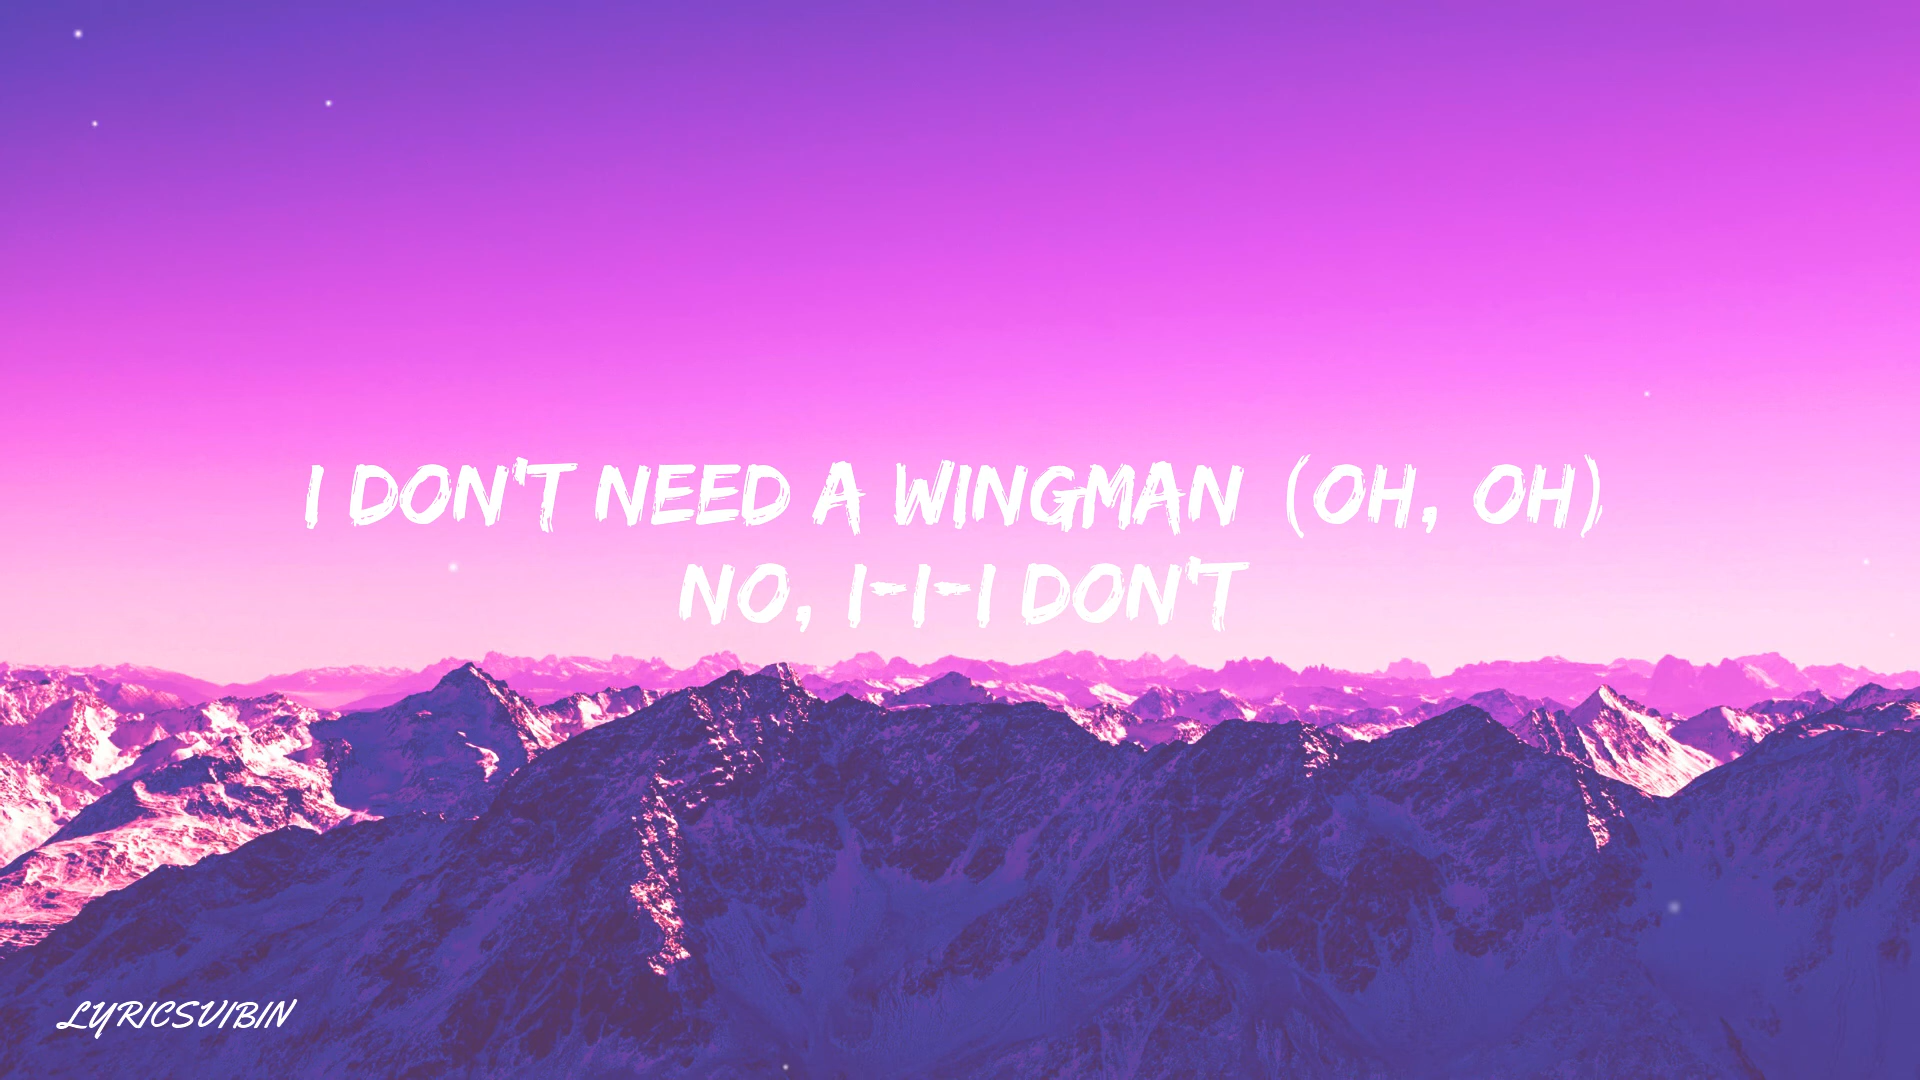 I DON'T NEED A WINGMAN (OH, OH)
NO, I-I-I DON'T
LYRICSVIBIN